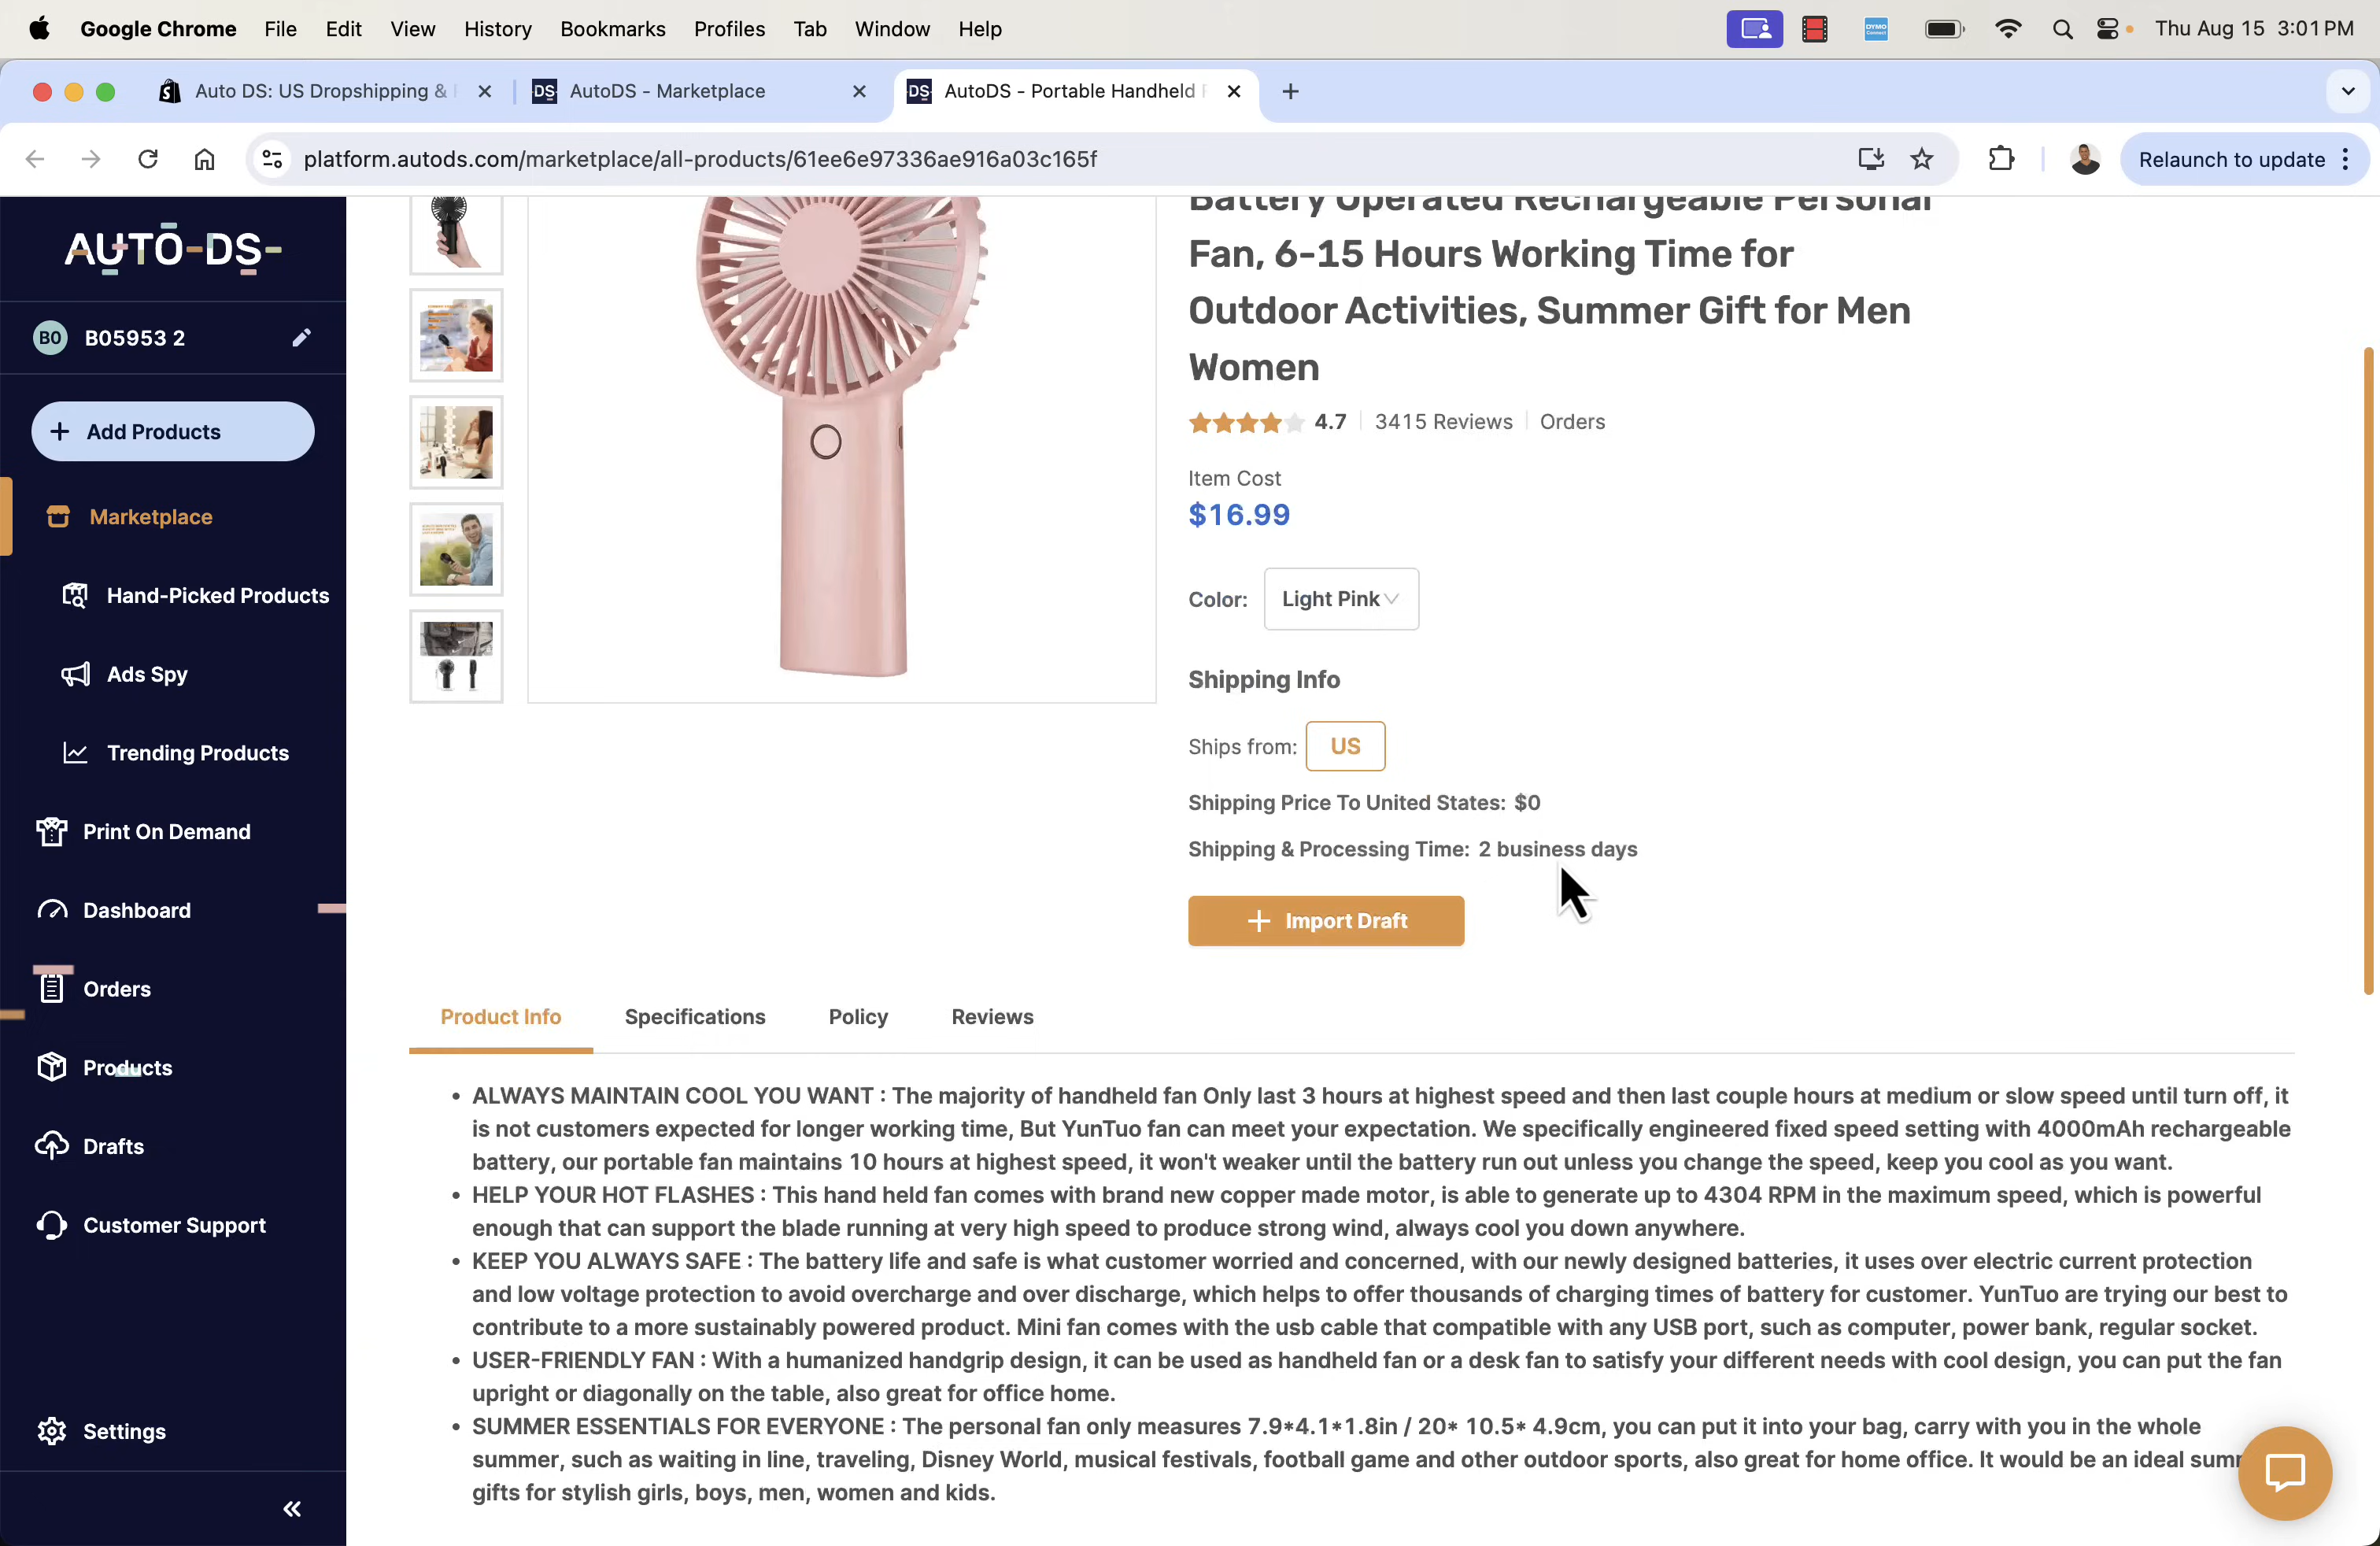 Google Chrome File Edit View History Bookmarks Profiles Tab Window Help DYMO Connect Thu Aug 15 3:01 PM
Auto DS: US Dropshipping & DS AutoDS - Marketplace DS AutoDS - Portable Handheld
platform.autods.com/marketplace/all-products/61ee6e97336ae916a03c165f Relaunch to update
AUTO-DS-
BO B05953 2
Add Products
Marketplace
Hand-Picked Products
Ads Spy
Trending Products
Print On Demand
Dashboard
Orders
Products
Drafts
Customer Support
Settings
Battery Operated Rechargeable Personal
Fan, 6-15 Hours Working Time for
Outdoor Activities, Summer Gift for Men
Women
4.7 3415 Reviews Orders
Item Cost
$16.99
Color: Light Pink
Shipping Info
Ships from: US
Shipping Price To United States: $0
Shipping & Processing Time: 2 business days
+ Import Draft
Product Info Specifications Policy Reviews
• ALWAYS MAINTAIN COOL YOU WANT : The majority of handheld fan Only last 3 hours at highest speed and then last couple hours at medium or slow speed until turn off, it
is not customers expected for longer working time, But YunTuo fan can meet your expectation. We specifically engineered fixed speed setting with 4000mAh rechargeable
battery, our portable fan maintains 10 hours at highest speed, it won't weaker until the battery run out unless you change the speed, keep you cool as you want.
• HELP YOUR HOT FLASHES : This hand held fan comes with brand new copper made motor, is able to generate up to 4304 RPM in the maximum speed, which is powerful
enough that can support the blade running at very high speed to produce strong wind, always cool you down anywhere.
• KEEP YOU ALWAYS SAFE : The battery life and safe is what customer worried and concerned, with our newly designed batteries, it uses over electric current protection
and low voltage protection to avoid overcharge and over discharge, which helps to offer thousands of charging times of battery for customer. YunTuo are trying our best to
contribute to a more sustainably powered product. Mini fan comes with the usb cable that compatible with any USB port, such as computer, power bank, regular socket.
• USER-FRIENDLY FAN : With a humanized handgrip design, it can be used as handheld fan or a desk fan to satisfy your different needs with cool design, you can put the fan
upright or diagonally on the table, also great for office home.
• SUMMER ESSENTIALS FOR EVERYONE : The personal fan only measures 7.9*4.1*1.8in / 20* 10.5* 4.9cm, you can put it into your bag, carry with you in the whole
summer, such as waiting in line, traveling, Disney World, musical festivals, football game and other outdoor sports, also great for home office. It would be an ideal
gifts for stylish girls, boys, men, women and kids.